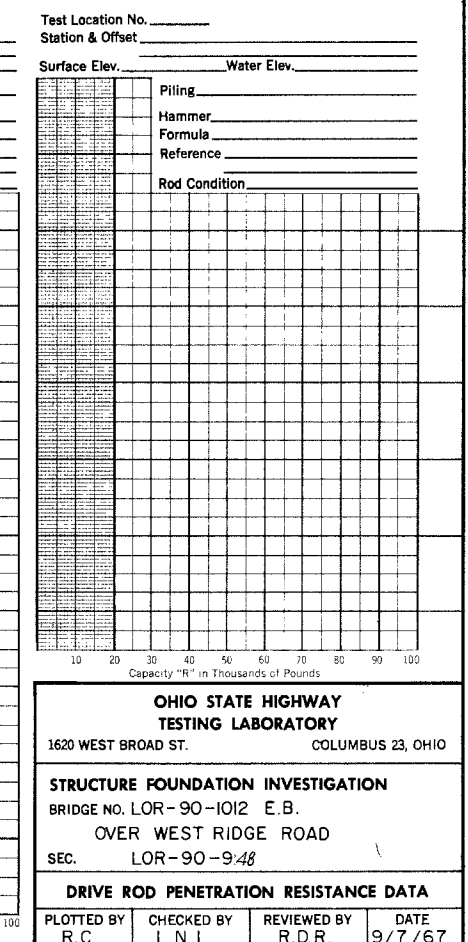 Test Location No.
Station & Offset
Surface Elev. Water Elev.
Piling
Hammer
Formula
Reference
Rod Condition
10 20 30 40 50 60 70 80 90 100
Capacity "R" in Thousands of Pounds
100
OHIO STATE HIGHWAY
TESTING LABORATORY
1620 WEST BROAD ST. COLUMBUS 23, OHIO
STRUCTURE FOUNDATION INVESTIGATION
BRIDGE NO. LOR-90-1012 E.B.
OVER WEST RIDGE ROAD
SEC. LOR-90-9.48
DRIVE ROD PENETRATION RESISTANCE DATA
PLOTTED BY CHECKED BY REVIEWED BY DATE
R.C. R.D.R. 9/7/67